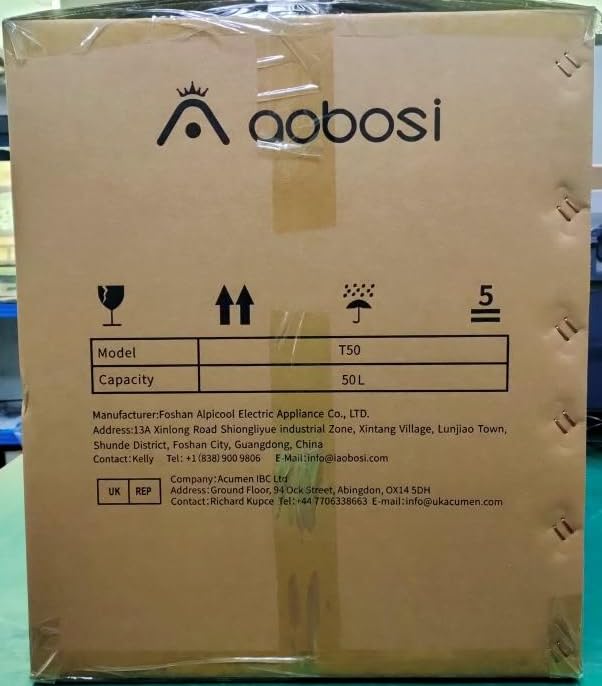 aobosi
5
Model T50
Capacity 50L
Manufacturer:Foshan Alpicool Electric Appliance Co., LTD.
Address:13A Xinlong Road Shiongliyue industrial Zone, Xintang Village, Lunjiao Town,
Shunde District, Foshan City, Guangdong, China
Contact:Kelly Tel: +1 (838) 900 9806 E-Mail:info@iaobosi.com
UK REP
Company:Acumen IBC Ltd
Address:Ground Floor, 94 Ock Street, Abingdon, OX14 5DH
Contact:Richard Kupce Tel:+44 7706338663 E-mail:info@ukacumen.com